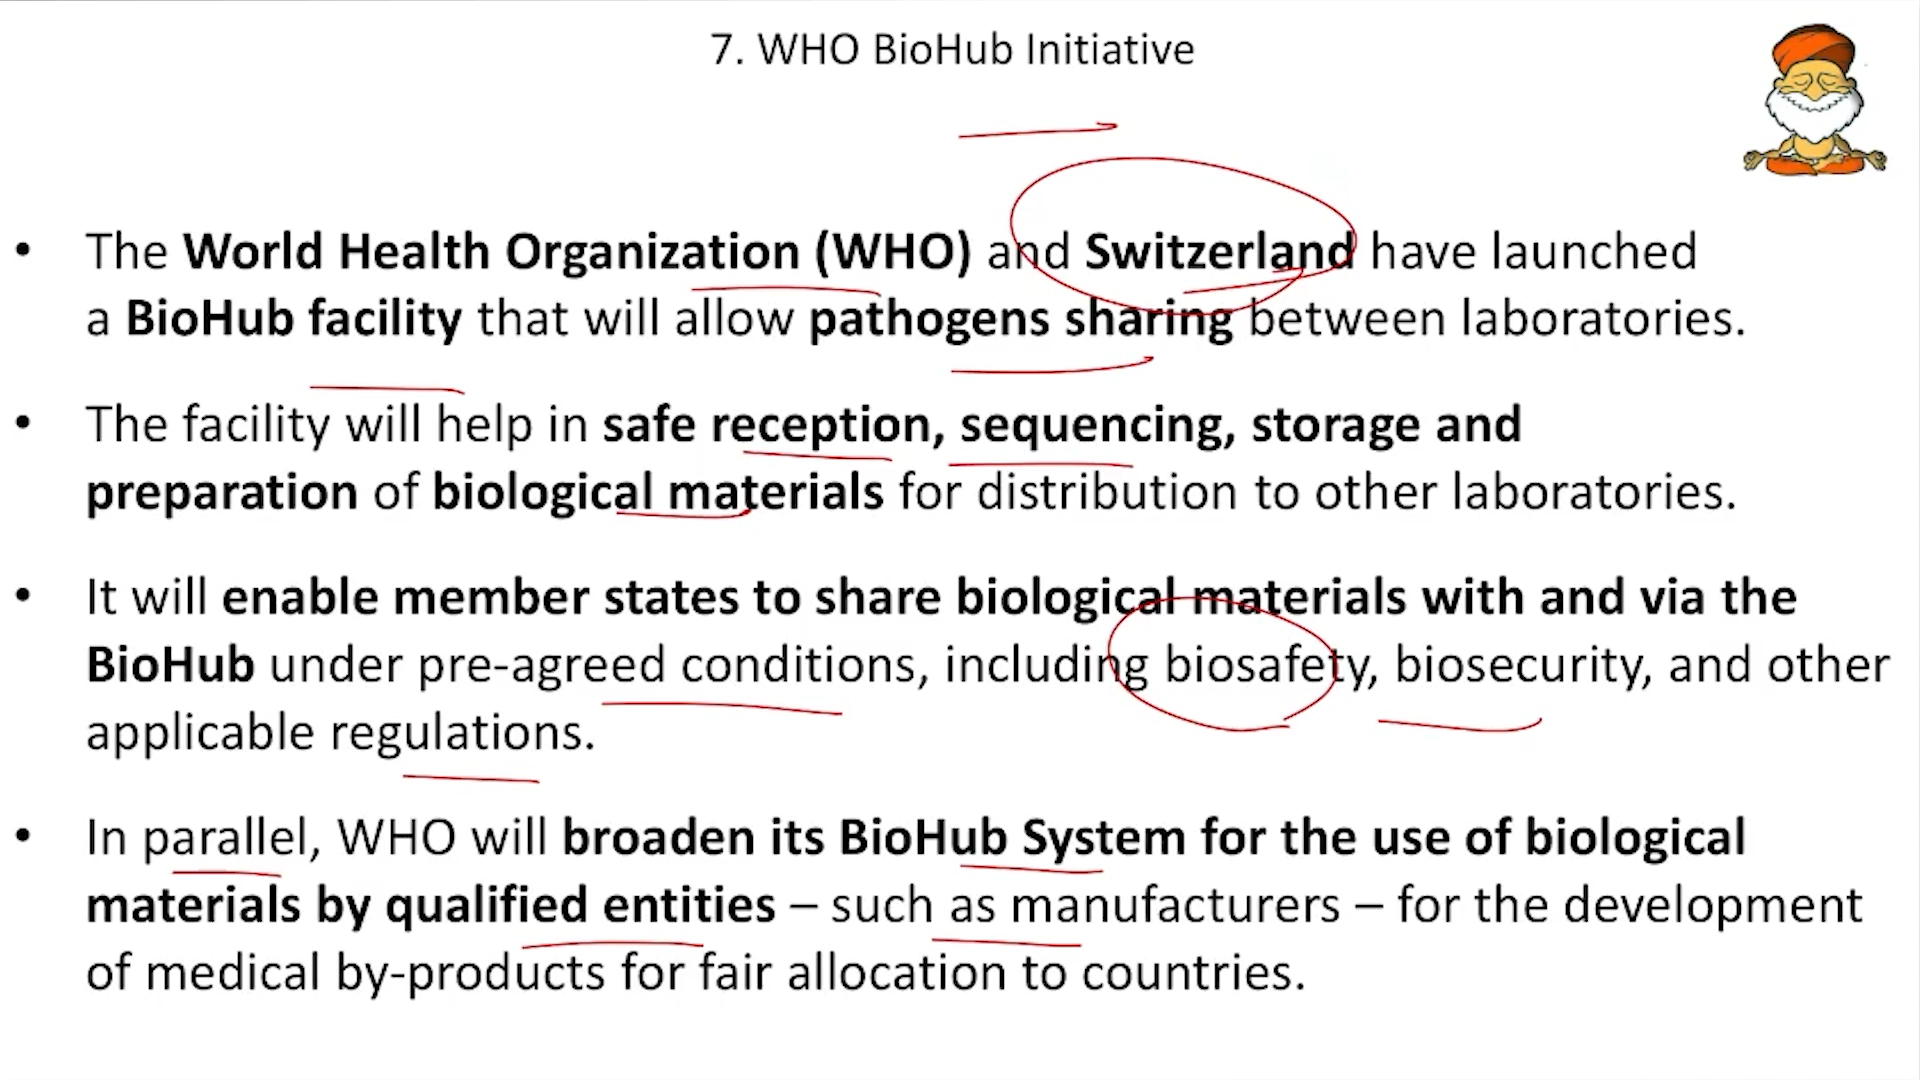 7. WHO BioHub Initiative
• The World Health Organization (WHO) and Switzerland have launched
a BioHub facility that will allow pathogens sharing between laboratories.
• The facility will help in safe reception, sequencing, storage and
preparation of biological materials for distribution to other laboratories.
• It will enable member states to share biological materials with and via the
BioHub under pre-agreed conditions, including biosafety, biosecurity, and other
applicable regulations.
• In parallel, WHO will broaden its BioHub System for the use of biological
materials by qualified entities – such as manufacturers – for the development
of medical by-products for fair allocation to countries.